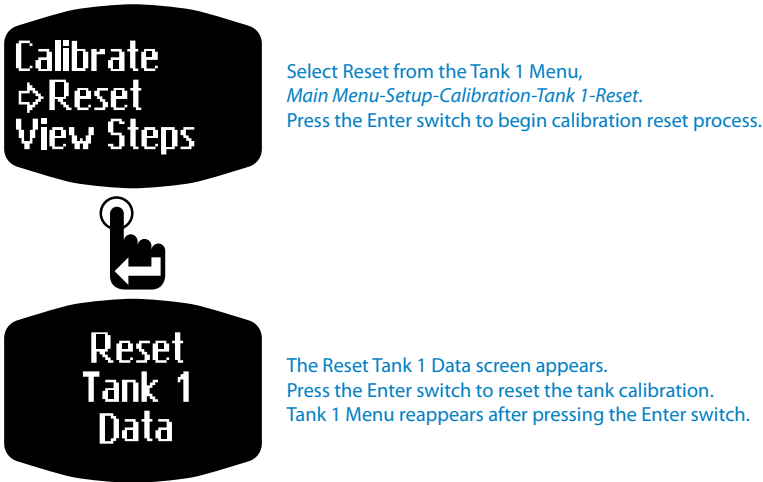 Calibrate
➪Reset
View Steps
Select Reset from the Tank 1 Menu,
Main Menu-Setup-Calibration-Tank 1-Reset.
Press the Enter switch to begin calibration reset process.
Reset
Tank 1
Data
The Reset Tank 1 Data screen appears.
Press the Enter switch to reset the tank calibration.
Tank 1 Menu reappears after pressing the Enter switch.